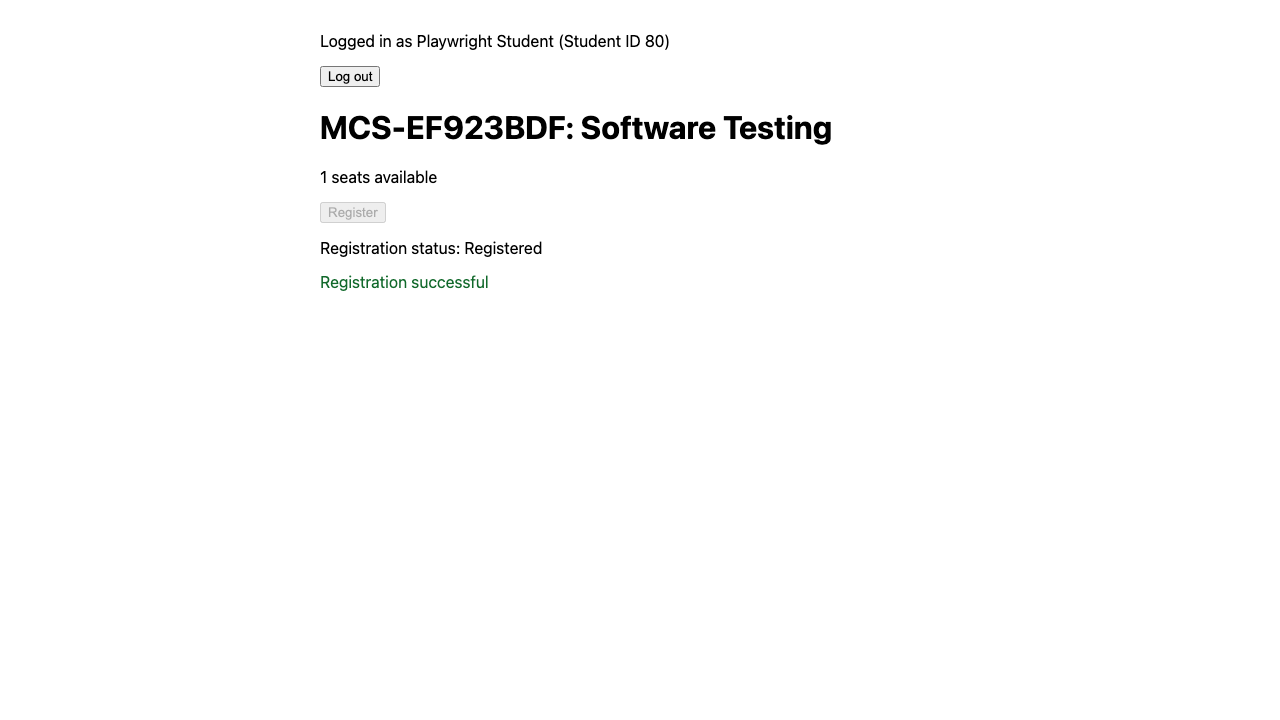 Logged in as Playwright Student (Student ID 80)
Log out
MCS-EF923BDF: Software Testing
1 seats available
Register
Registration status: Registered
Registration successful